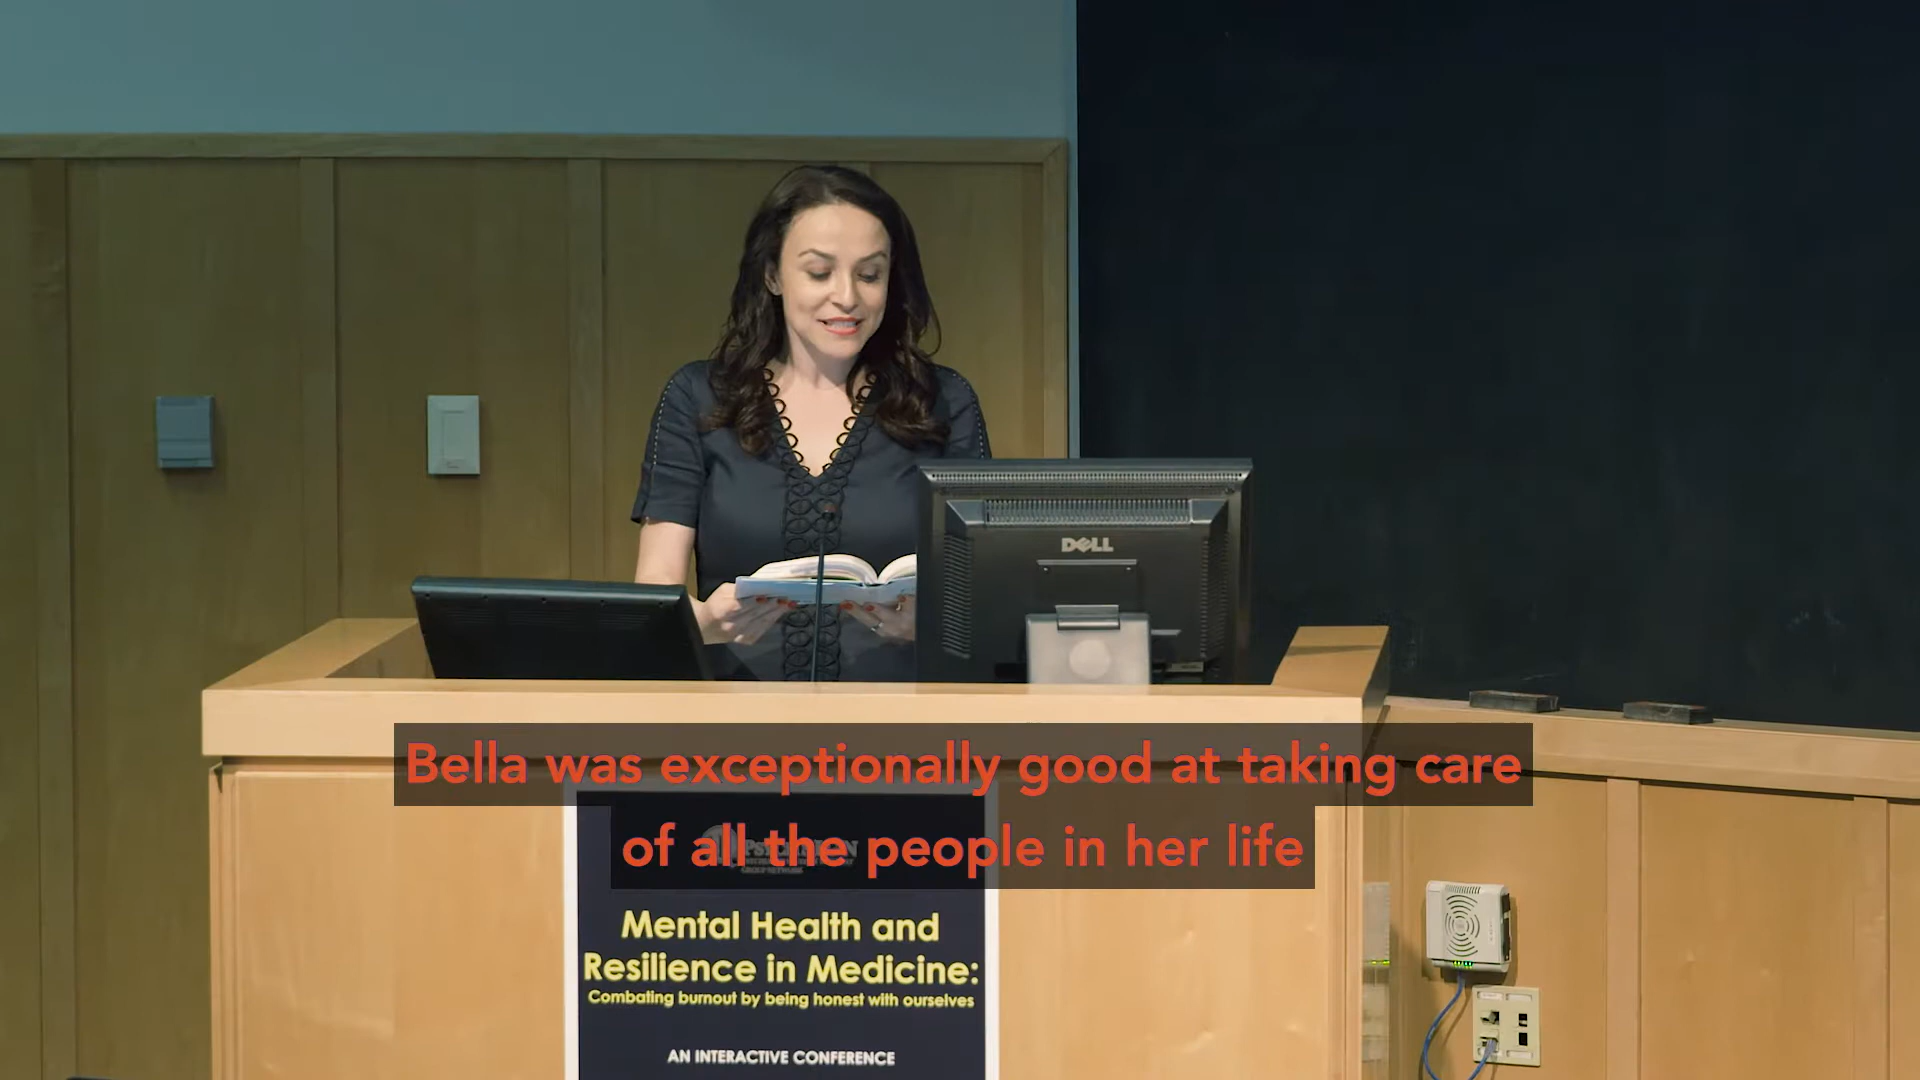 DELL
Bella was exceptionally good at taking care
of all the people in her life
Mental Health and
Resilience in Medicine:
Combating burnout by being honest with ourselves
AN INTERACTIVE CONFERENCE